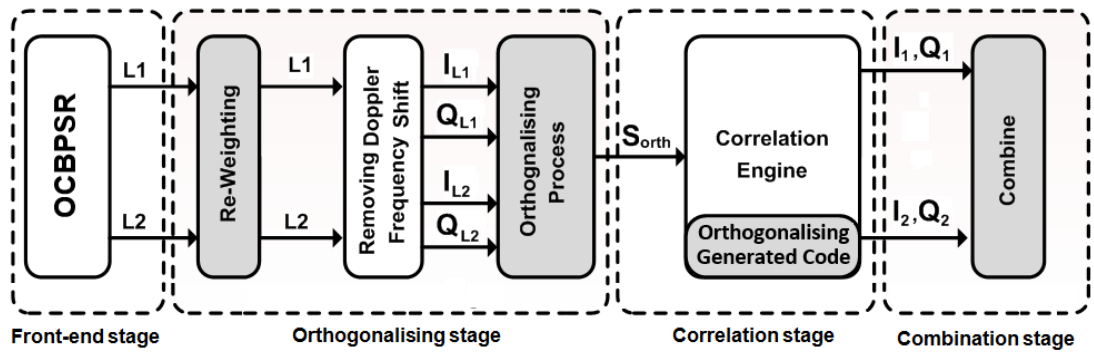 OCBPSR
L1
L2
Re-Weighting
L1
L2
Removing Doppler
Frequency Shift
IL1
QL1
IL2
QL2
Orthognalising
Process
Sorth
Correlation
Engine
Orthogonalising
Generated Code
I1,Q1
I2,Q2
Combine
Front-end stage
Orthogonalising stage
Correlation stage
Combination stage